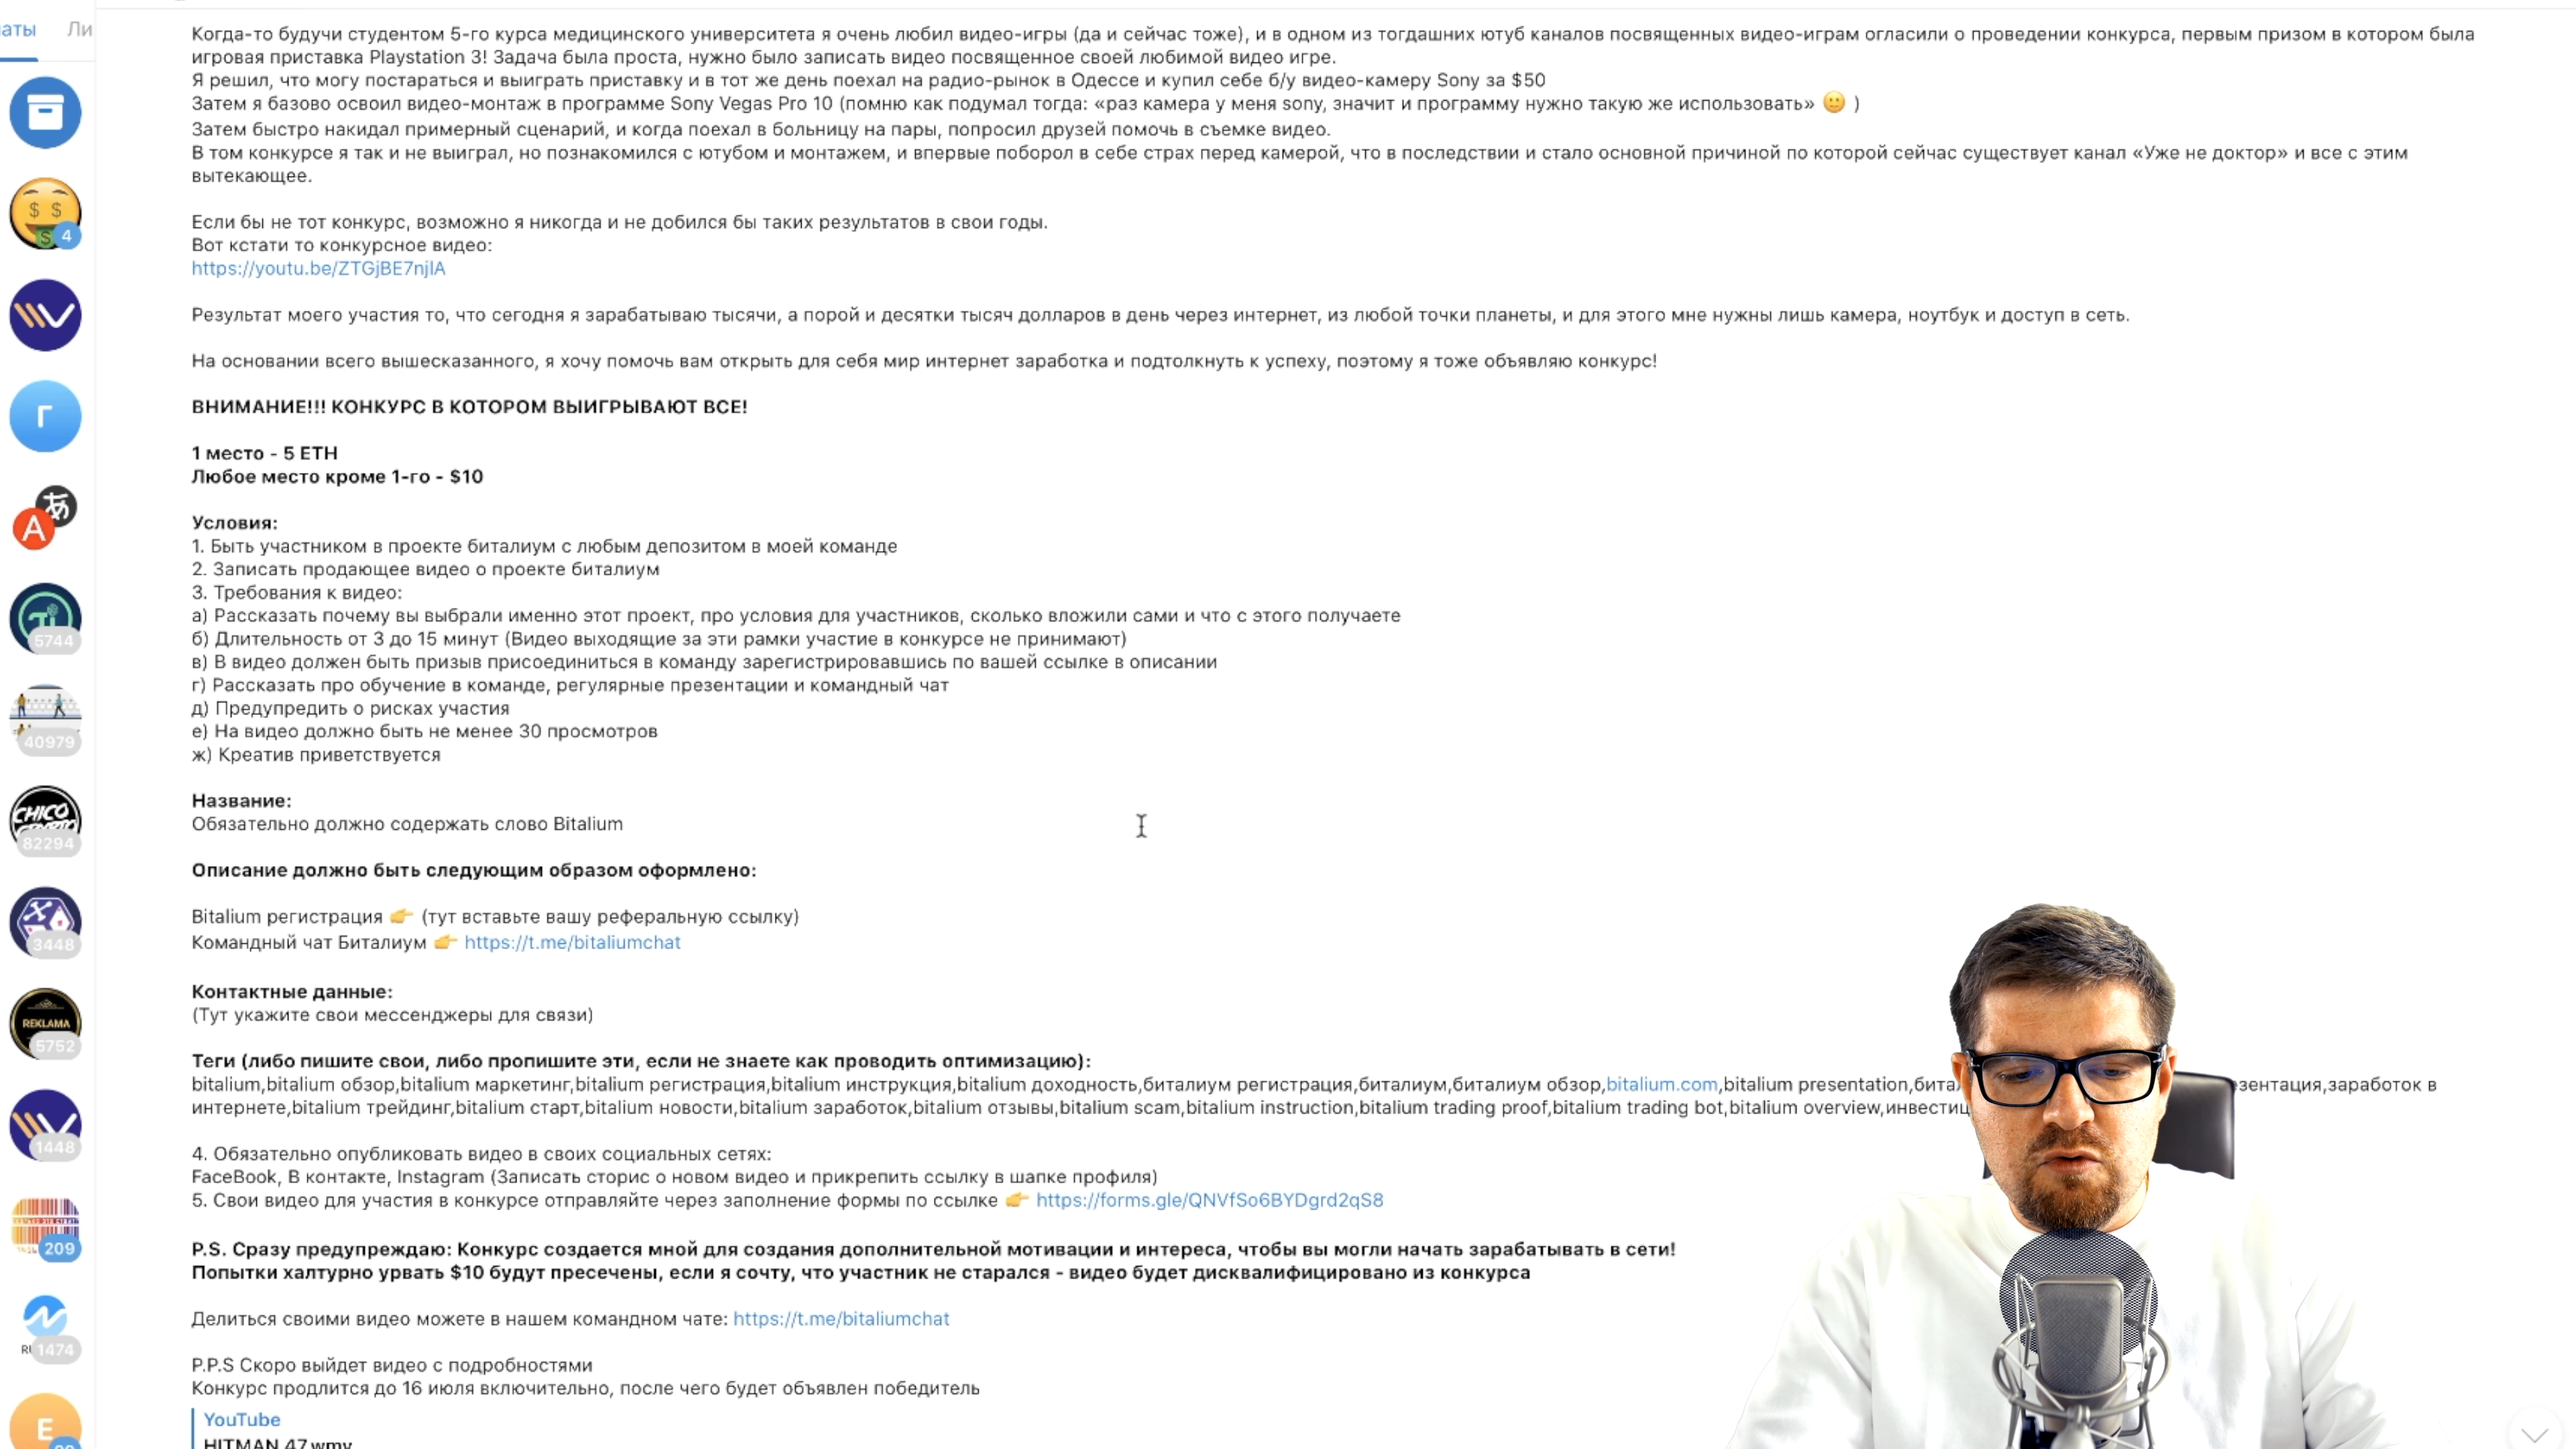 аты Ли
Когда-то будучи студентом 5-го курса медицинского университета я очень любил видео-игры (да и сейчас тоже), и в одном из тогдашних ютуб каналов посвященных видео-играм огласили о проведении конкурса, первым призом в котором была
игровая приставка Playstation 3! Задача была проста, нужно было записать видео посвященное своей любимой видео игре.
Я решил, что могу постараться и выиграть приставку и в тот же день поехал на радио-рынок в Одессе и купил себе б/у видео-камеру Sony за $50
Затем я базово освоил видео-монтаж в программе Sony Vegas Pro 10 (помню как подумал тогда: «раз камера у меня sony, значит и программу нужно такую же использовать» 🙂 )
Затем быстро накидал примерный сценарий, и когда поехал в больницу на пары, попросил друзей помочь в съемке видео.
В том конкурсе я так и не выиграл, но познакомился с ютубом и монтажем, и впервые поборол в себе страх перед камерой, что в последствии и стало основной причиной по которой сейчас существует канал «Уже не доктор» и все с этим
вытекающее.
Если бы не тот конкурс, возможно я никогда и не добился бы таких результатов в свои годы.
Вот кстати то конкурсное видео:
https://youtu.be/ZTGjBE7njlA
Результат моего участия то, что сегодня я зарабатываю тысячи, а порой и десятки тысяч долларов в день через интернет, из любой точки планеты, и для этого мне нужны лишь камера, ноутбук и доступ в сеть.
На основании всего вышесказанного, я хочу помочь вам открыть для себя мир интернет заработка и подтолкнуть к успеху, поэтому я тоже объявляю конкурс!
ВНИМАНИЕ!!! КОНКУРС В КОТОРОМ ВЫИГРЫВАЮТ ВСЕ!
1 место - 5 ETH
Любое место кроме 1-го - $10
Условия:
1. Быть участником в проекте биталиум с любым депозитом в моей команде
2. Записать продающее видео о проекте биталиум
3. Требования к видео:
а) Рассказать почему вы выбрали именно этот проект, про условия для участников, сколько вложили сами и что с этого получаете
б) Длительность от 3 до 15 минут (Видео выходящие за эти рамки участие в конкурсе не принимают)
в) В видео должен быть призыв присоединиться в команду зарегистрировавшись по вашей ссылке в описании
г) Рассказать про обучение в команде, регулярные презентации и командный чат
д) Предупредить о рисках участия
е) На видео должно быть не менее 30 просмотров
ж) Креатив приветствуется
Название:
Обязательно должно содержать слово Bitalium
Описание должно быть следующим образом оформлено:
Bitalium регистрация 👉 (тут вставьте вашу реферальную ссылку)
Командный чат Биталиум 👉 https://t.me/bitaliumchat
Контактные данные:
(Тут укажите свои мессенджеры для связи)
Теги (либо пишите свои, либо пропишите эти, если не знаете как проводить оптимизацию):
bitalium,bitalium обзор,bitalium маркетинг,bitalium регистрация,bitalium инструкция,bitalium доходность,биталиум регистрация,биталиум,биталиум обзор,bitalium.com,bitalium presentation,бита зентация,заработок в
интернете,bitalium трейдинг,bitalium старт,bitalium новости,bitalium заработок,bitalium отзывы,bitalium scam,bitalium instruction,bitalium trading proof,bitalium trading bot,bitalium overview,инвестиц
4. Обязательно опубликовать видео в своих социальных сетях:
FaceBook, В контакте, Instagram (Записать сторис о новом видео и прикрепить ссылку в шапке профиля)
5. Свои видео для участия в конкурсе отправляйте через заполнение формы по ссылке 👉 https://forms.gle/QNVfSo6BYDgrd2qS8
P.S. Сразу предупреждаю: Конкурс создается мной для создания дополнительной мотивации и интереса, чтобы вы могли начать зарабатывать в сети!
Попытки халтурно урвать $10 будут пресечены, если я сочту, что участник не старался - видео будет дисквалифицировано из конкурса
Делиться своими видео можете в нашем командном чате: https://t.me/bitaliumchat
P.P.S Скоро выйдет видео с подробностями
Конкурс продлится до 16 июля включительно, после чего будет объявлен победитель
YouTube
HITMAN 47.wmv
4
Г
A
あ
5744
40979
CHICO
82294
3448
REKLAMA
5752
1448
209
1474
E